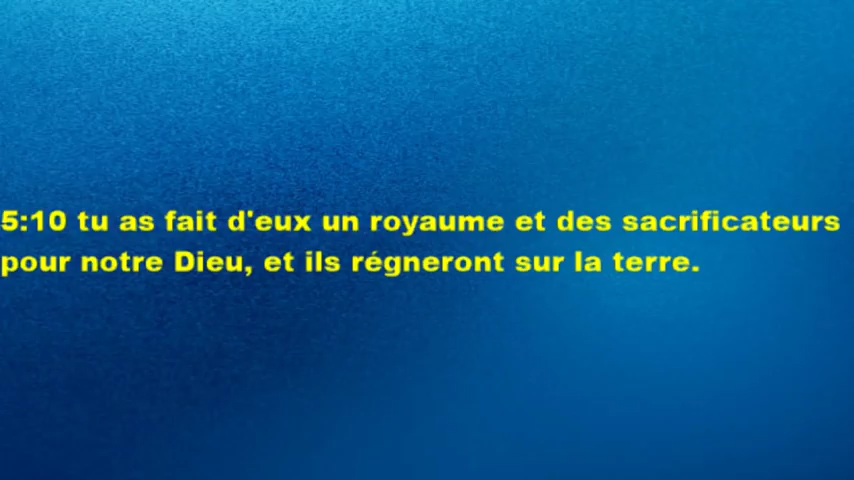 5:10 tu as fait d'eux un royaume et des sacrificateurs
pour notre Dieu, et ils régneront sur la terre.